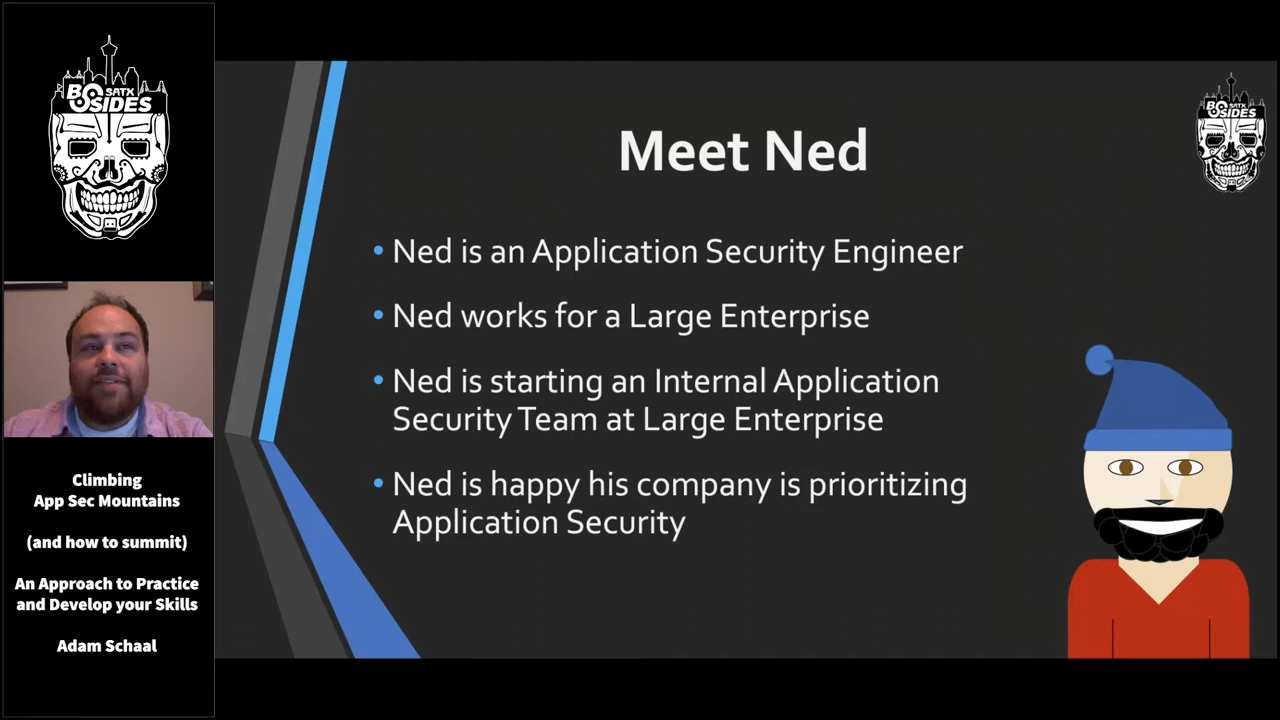 BSIDES
SATX
Climbing
App Sec Mountains
(and how to summit)
An Approach to Practice
and Develop your Skills
Adam Schaal
Meet Ned
• Ned is an Application Security Engineer
• Ned works for a Large Enterprise
• Ned is starting an Internal Application
Security Team at Large Enterprise
• Ned is happy his company is prioritizing
Application Security
BSIDES
SATX